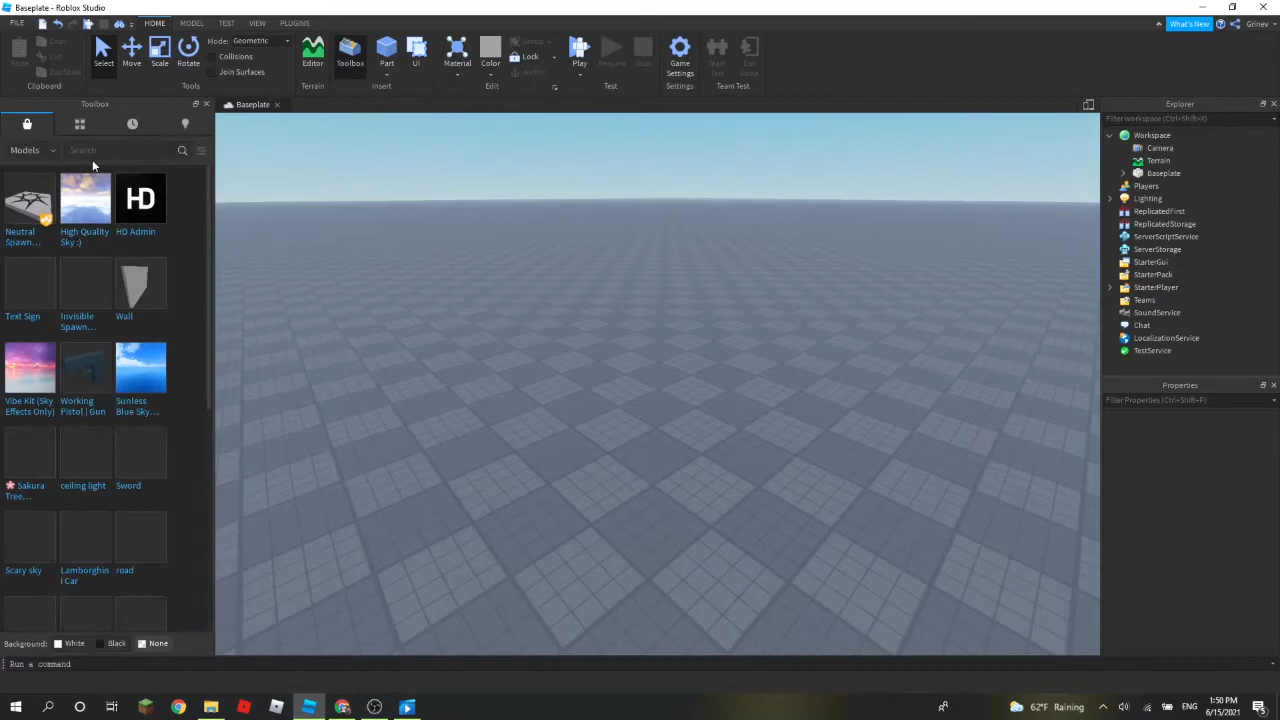 Baseplate - Roblox Studio
FILE HOME MODEL TEST VIEW PLUGINS What's New Grinev
Paste Copy Cut Duplicate Clipboard
Select Move Scale Rotate Mode: Geometric Collisions Join Surfaces Tools
Editor Terrain
Toolbox Part UI Insert
Material Color Group Lock Anchor Edit
Play Resume Stop Test
Game Settings Settings
Team Test Exit Game Team Test
Toolbox
Baseplate
Models Search
Neutral Spawn...
High Quality Sky :)
HD
HD Admin
Text Sign
Invisible Spawn...
Wall
Vibe Kit (Sky Effects Only)
Working Pistol | Gun
Sunless Blue Sky...
Sakura Tree...
ceiling light
Sword
Scary sky
Lamborghini Car
road
Background: White Black None
Run a command
Explorer
Filter workspace (Ctrl+Shift+X)
Workspace
Camera
Terrain
Baseplate
Players
Lighting
ReplicatedFirst
ReplicatedStorage
ServerScriptService
ServerStorage
StarterGui
StarterPack
StarterPlayer
Teams
SoundService
Chat
LocalizationService
TestService
Properties
Filter Properties (Ctrl+Shift+P)
62°F Raining ENG 1:50 PM
6/15/2021
5